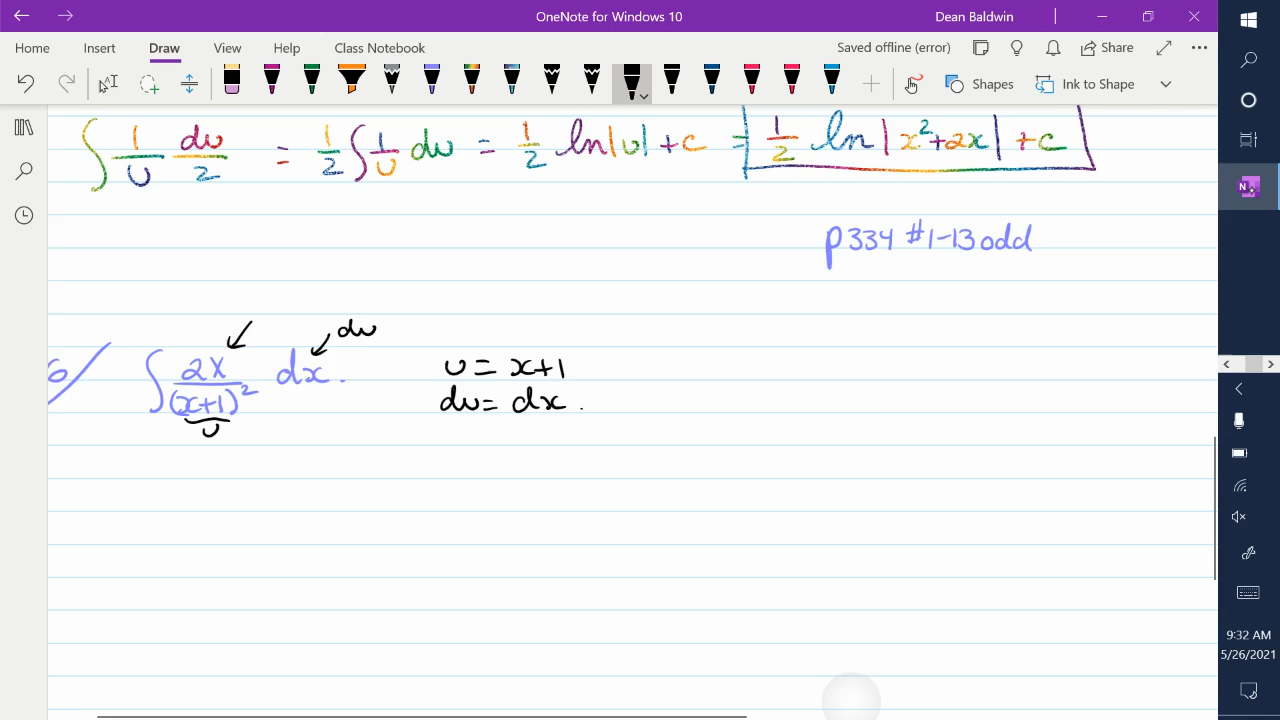 OneNote for Windows 10
Dean Baldwin
Home Insert Draw View Help Class Notebook
Saved offline (error) Share
Shapes Ink to Shape
∫ 1/u du/2 = 1/2 ∫ 1/u du = 1/2 ln|u| + c = 1/2 ln|x²+2x| + c
p334 #1-13 odd
du
6/ ∫ 2x/(x+1)² dx. u = x+1
u
du = dx.
N
9:32 AM
5/26/2021